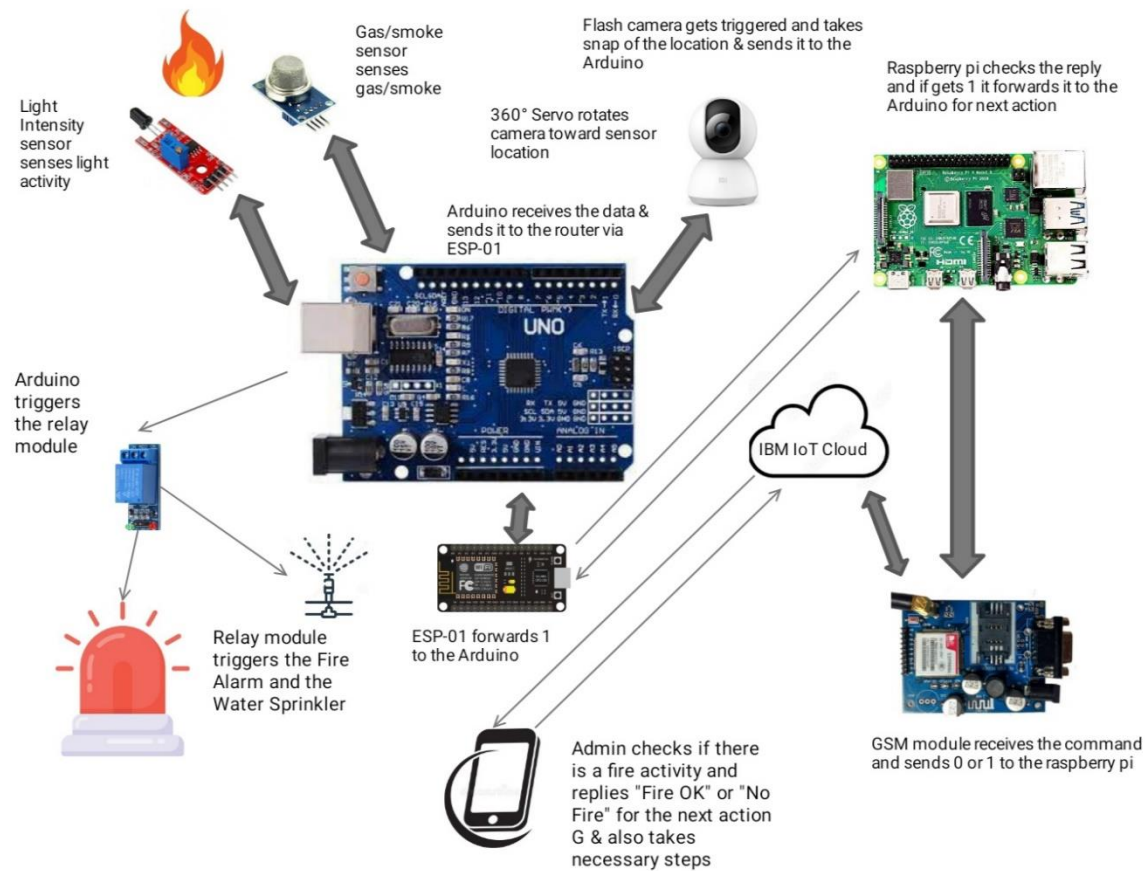 Gas/smoke
sensor
senses
gas/smoke
Light
Intensity
sensor
senses light
activity
Flash camera gets triggered and takes
snap of the location & sends it to the
Arduino
360° Servo rotates
camera toward sensor
location
Raspberry pi checks the reply
and if gets 1 it forwards it to the
Arduino for next action
Arduino receives the data &
sends it to the router via
ESP-01
UNO
DIGITAL
POWER
ANALOG IN
HDMI
Arduino
triggers
the relay
module
IBM IoT Cloud
ESP-01 forwards 1
to the Arduino
Relay module
triggers the Fire
Alarm and the
Water Sprinkler
GSM module receives the command
and sends 0 or 1 to the raspberry pi
Admin checks if there
is a fire activity and
replies "Fire OK" or "No
Fire" for the next action
G & also takes
necessary steps